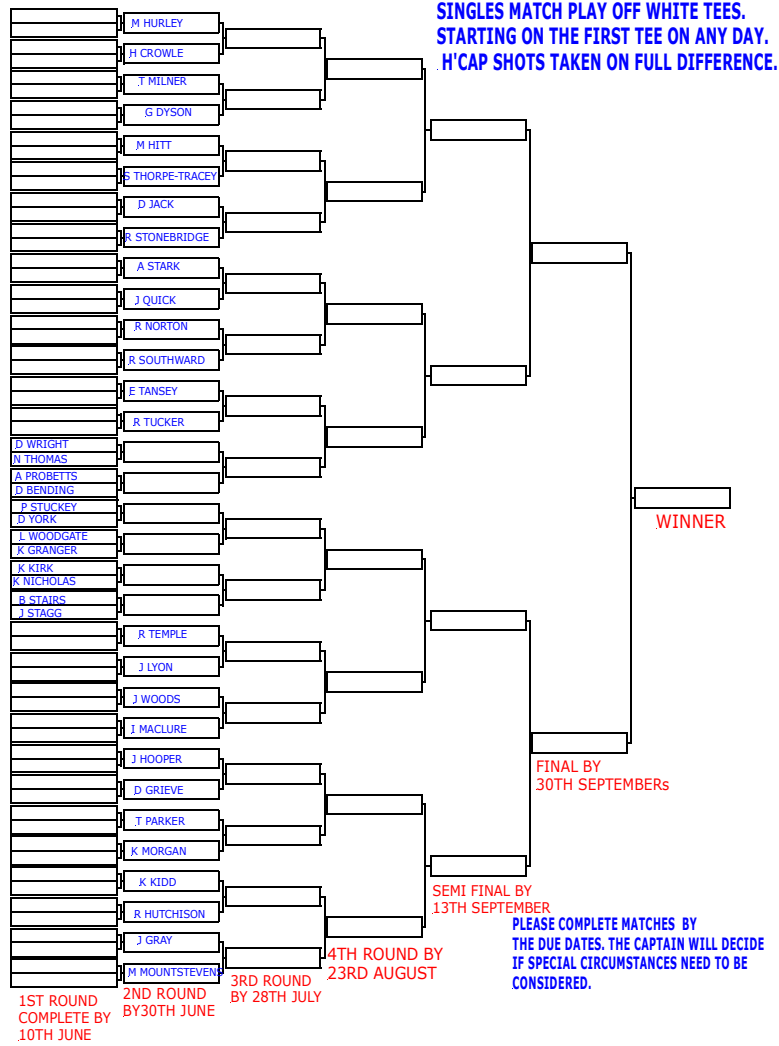 SINGLES MATCH PLAY OFF WHITE TEES.
STARTING ON THE FIRST TEE ON ANY DAY.
H'CAP SHOTS TAKEN ON FULL DIFFERENCE.
M HURLEY
H CROWLE
T MILNER
G DYSON
M HITT
S THORPE-TRACEY
D JACK
R STONEBRIDGE
A STARK
J QUICK
R NORTON
R SOUTHWARD
E TANSEY
R TUCKER
D WRIGHT
N THOMAS
A PROBETTS
D BENDING
P STUCKEY
D YORK
L WOODGATE
K GRANGER
K KIRK
K NICHOLAS
B STAIRS
J STAGG
R TEMPLE
J LYON
J WOODS
I MACLURE
J HOOPER
D GRIEVE
T PARKER
K MORGAN
K KIDD
R HUTCHISON
J GRAY
M MOUNTSTEVENS
1ST ROUND
COMPLETE BY
10TH JUNE
2ND ROUND
BY30TH JUNE
3RD ROUND
BY 28TH JULY
4TH ROUND BY
23RD AUGUST
SEMI FINAL BY
13TH SEPTEMBER
FINAL BY
30TH SEPTEMBERs
WINNER
PLEASE COMPLETE MATCHES BY
THE DUE DATES. THE CAPTAIN WILL DECIDE
IF SPECIAL CIRCUMSTANCES NEED TO BE
CONSIDERED.